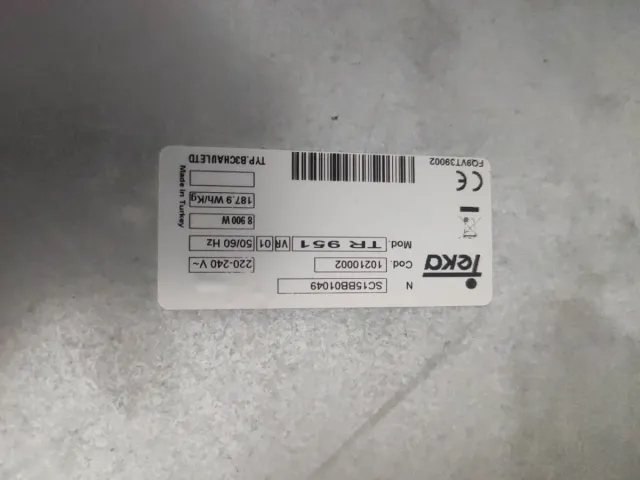 N SC15BB01049
Teka
Cod. 10210002 220-240 V ~
Mod. TR 951 VR 01 50/60 Hz
8 900 W
187.9 Wh/Kg
CE
Made in Turkey
FQ9VT39002 TYP.B3CHAULETD